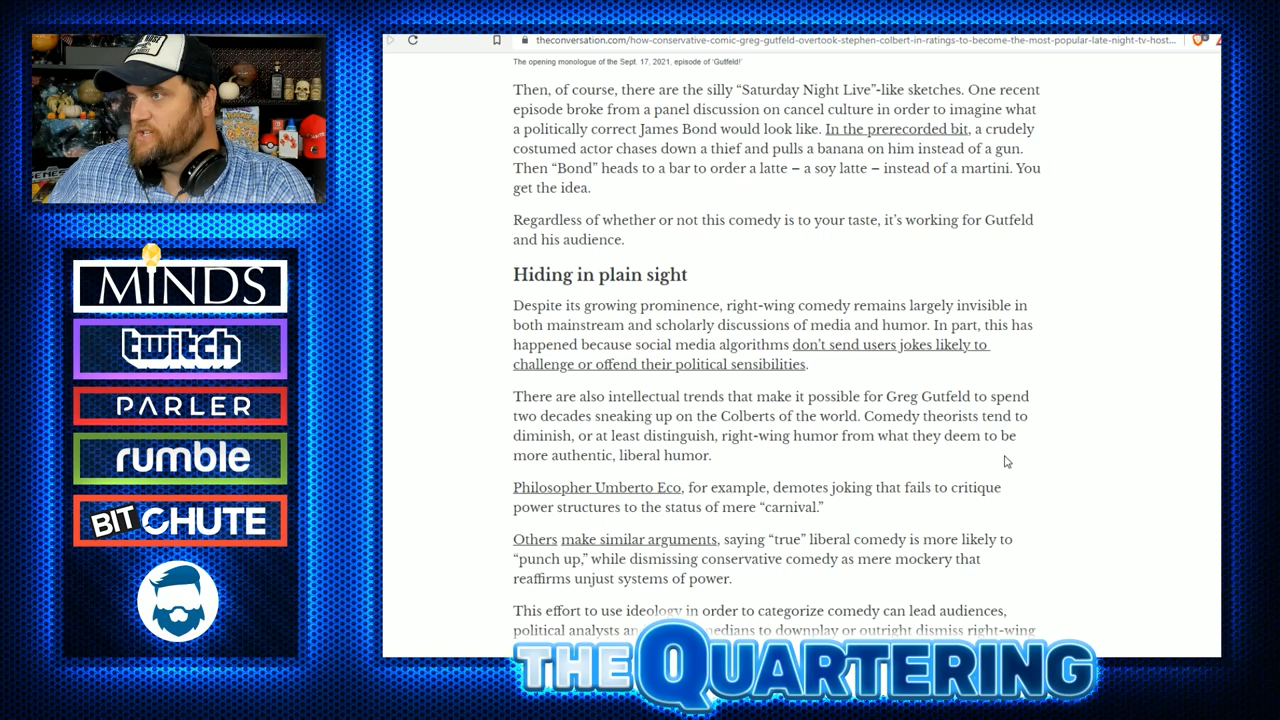 theconversation.com/how-conservative-comic-greg-gutfeld-overtook-stephen-colbert-in-ratings-to-become-the-most-popular-late-night-tv-host...
The opening monologue of the Sept. 17, 2021, episode of 'Gutfeld!'
Then, of course, there are the silly “Saturday Night Live”-like sketches. One recent
episode broke from a panel discussion on cancel culture in order to imagine what
a politically correct James Bond would look like. In the prerecorded bit, a crudely
costumed actor chases down a thief and pulls a banana on him instead of a gun.
Then “Bond” heads to a bar to order a latte – a soy latte – instead of a martini. You
get the idea.
Regardless of whether or not this comedy is to your taste, it’s working for Gutfeld
and his audience.
Hiding in plain sight
Despite its growing prominence, right-wing comedy remains largely invisible in
both mainstream and scholarly discussions of media and humor. In part, this has
happened because social media algorithms don’t send users jokes likely to
challenge or offend their political sensibilities.
There are also intellectual trends that make it possible for Greg Gutfeld to spend
two decades sneaking up on the Colberts of the world. Comedy theorists tend to
diminish, or at least distinguish, right-wing humor from what they deem to be
more authentic, liberal humor.
Philosopher Umberto Eco, for example, demotes joking that fails to critique
power structures to the status of mere “carnival.”
Others make similar arguments, saying “true” liberal comedy is more likely to
“punch up,” while dismissing conservative comedy as mere mockery that
reaffirms unjust systems of power.
This effort to use ideology in order to categorize comedy can lead audiences,
political analysts to downplay or outright dismiss right-wing
MINDS
twitch
PARLER
rumble
BITCHUTE
THE QUARTERING